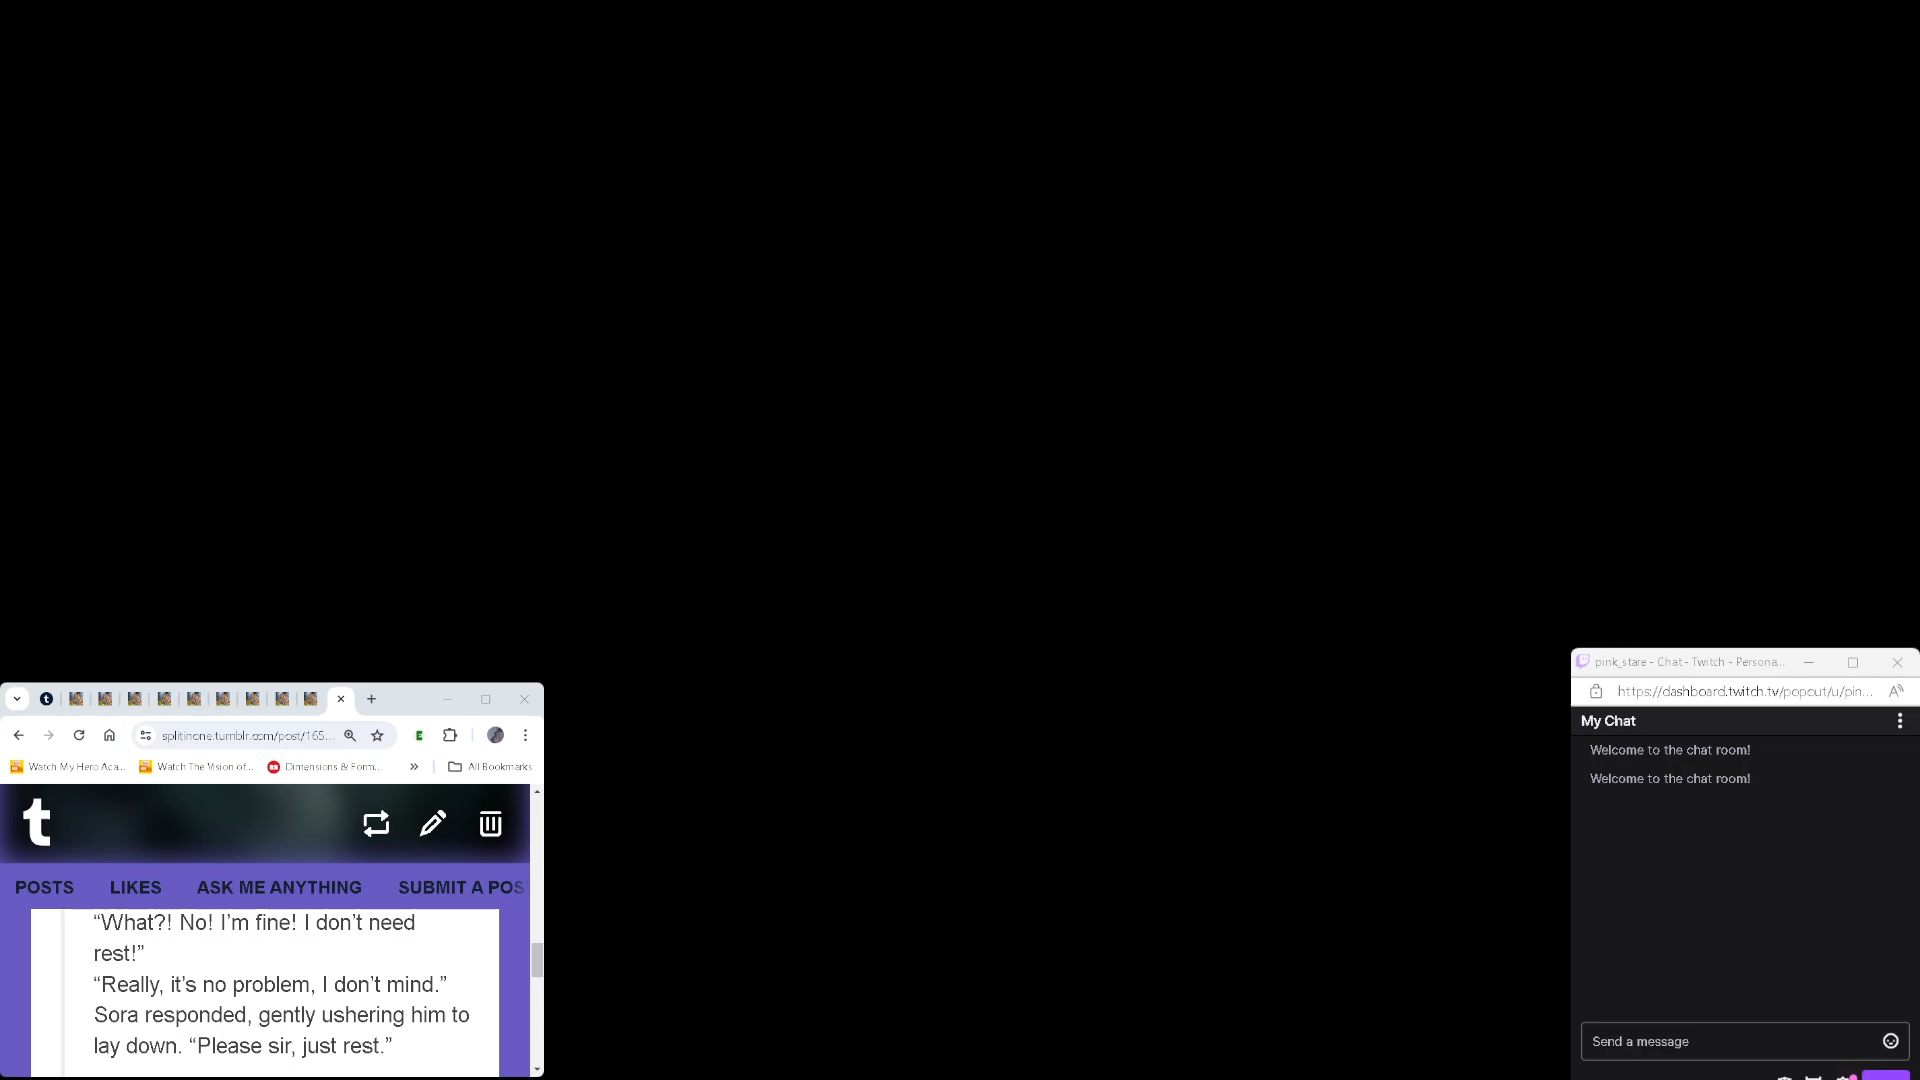 splitinone.tumblr.com/post/165...
Watch My Hero Aca...
Watch The Vision of...
Dimensions & Form...
»
All Bookmarks
t
POSTS
LIKES
ASK ME ANYTHING
SUBMIT A POS
“What?! No! I’m fine! I don’t need
rest!”
“Really, it’s no problem, I don’t mind.”
Sora responded, gently ushering him to
lay down. “Please sir, just rest.”
pink_stare - Chat - Twitch - Persona...
https://dashboard.twitch.tv/popout/u/pin...
My Chat
Welcome to the chat room!
Welcome to the chat room!
Send a message